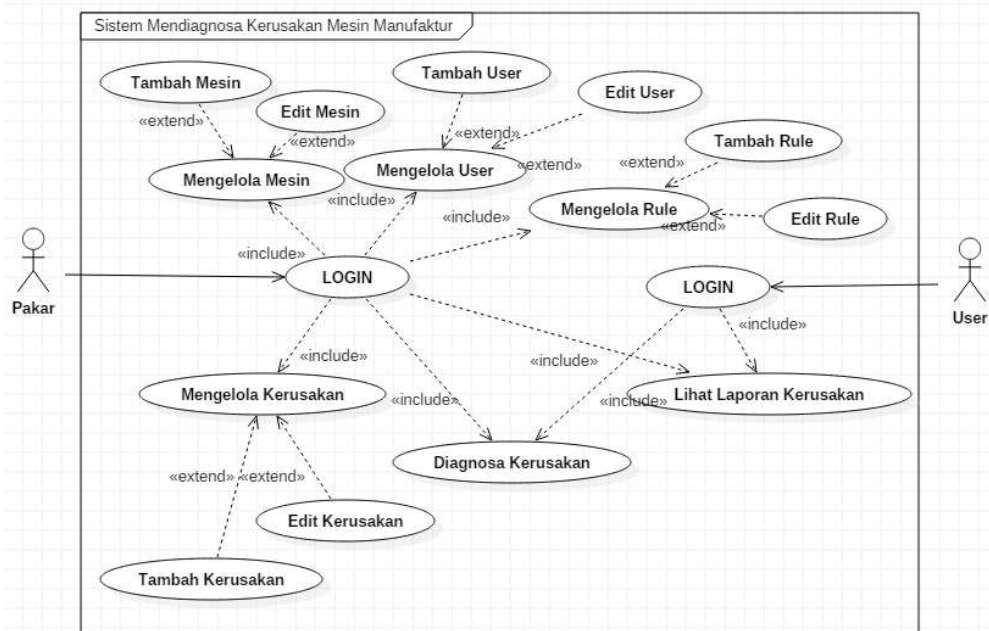 Sistem Mendiagnosa Kerusakan Mesin Manufaktur
Tambah Mesin
Tambah User
Edit User
Edit Mesin
«extend»
«extend»
«extend»
Tambah Rule
«extend»
«extend»
Mengelola Mesin
Mengelola User
«extend»
«include»
Mengelola Rule
«include»
Edit Rule
«extend»
«include»
LOGIN
LOGIN
Pakar
User
«include»
«include»
«include»
Mengelola Kerusakan
«include»
«include»
Lihat Laporan Kerusakan
Diagnosa Kerusakan
«extend»
«extend»
Edit Kerusakan
Tambah Kerusakan